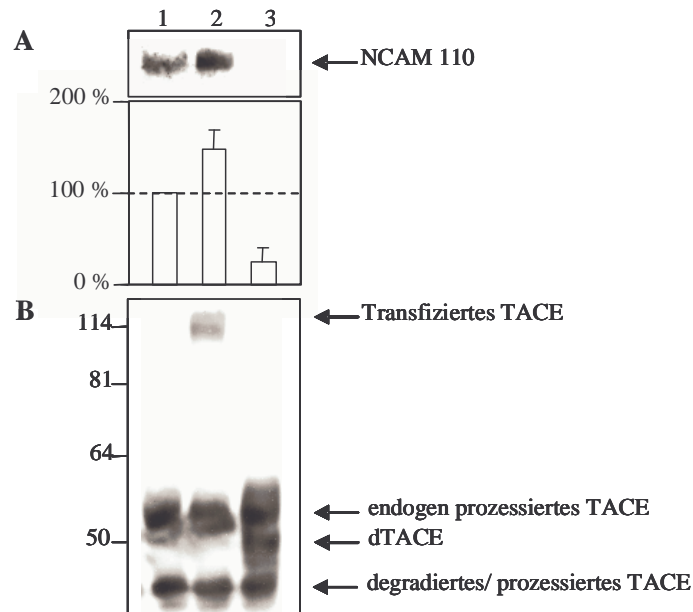 1 2 3
A
NCAM 110
200 %
100 %
0 %
B
114
Transfiziertes TACE
81
64
endogen prozessiertes TACE
50
dTACE
degradiertes/ prozessiertes TACE